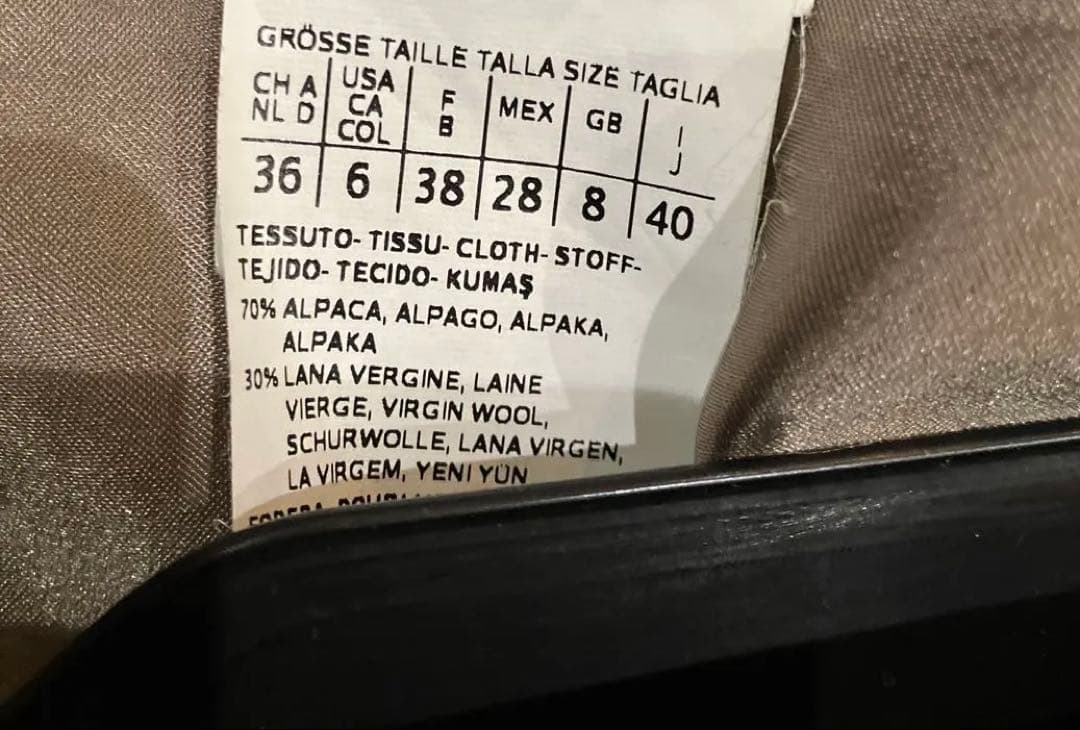 GRÖSSE TAILLE TALLA SIZE TAGLIA
CH A USA F MEX GB I
NL D CA B J
COL
36 6 38 28 8 40
TESSUTO- TISSU- CLOTH- STOFF-
TEJIDO- TECIDO- KUMAŞ
70% ALPACA, ALPAGO, ALPAKA,
ALPAKA
30% LANA VERGINE, LAINE
VIERGE, VIRGIN WOOL,
SCHURWOLLE, LANA VIRGEN,
LA VIRGEM, YENI YÜN